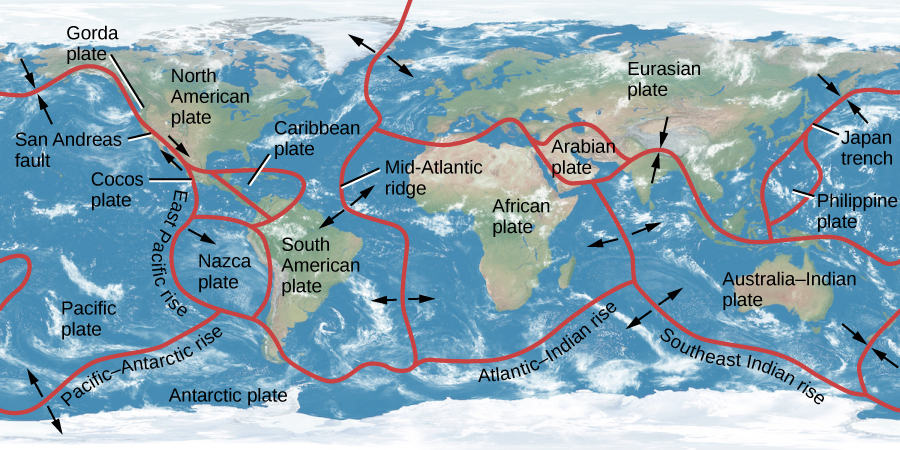 Gorda
plate
North
American
plate
Eurasian
plate
San Andreas
fault
Caribbean
plate
Arabian
plate
Japan
trench
Cocos
plate
Mid-Atlantic
ridge
African
plate
Philippine
plate
East Pacific rise
Nazca
plate
South
American
plate
Australia–Indian
plate
Pacific
plate
Pacific–Antarctic rise
Atlantic–Indian rise
Southeast Indian rise
Antarctic plate